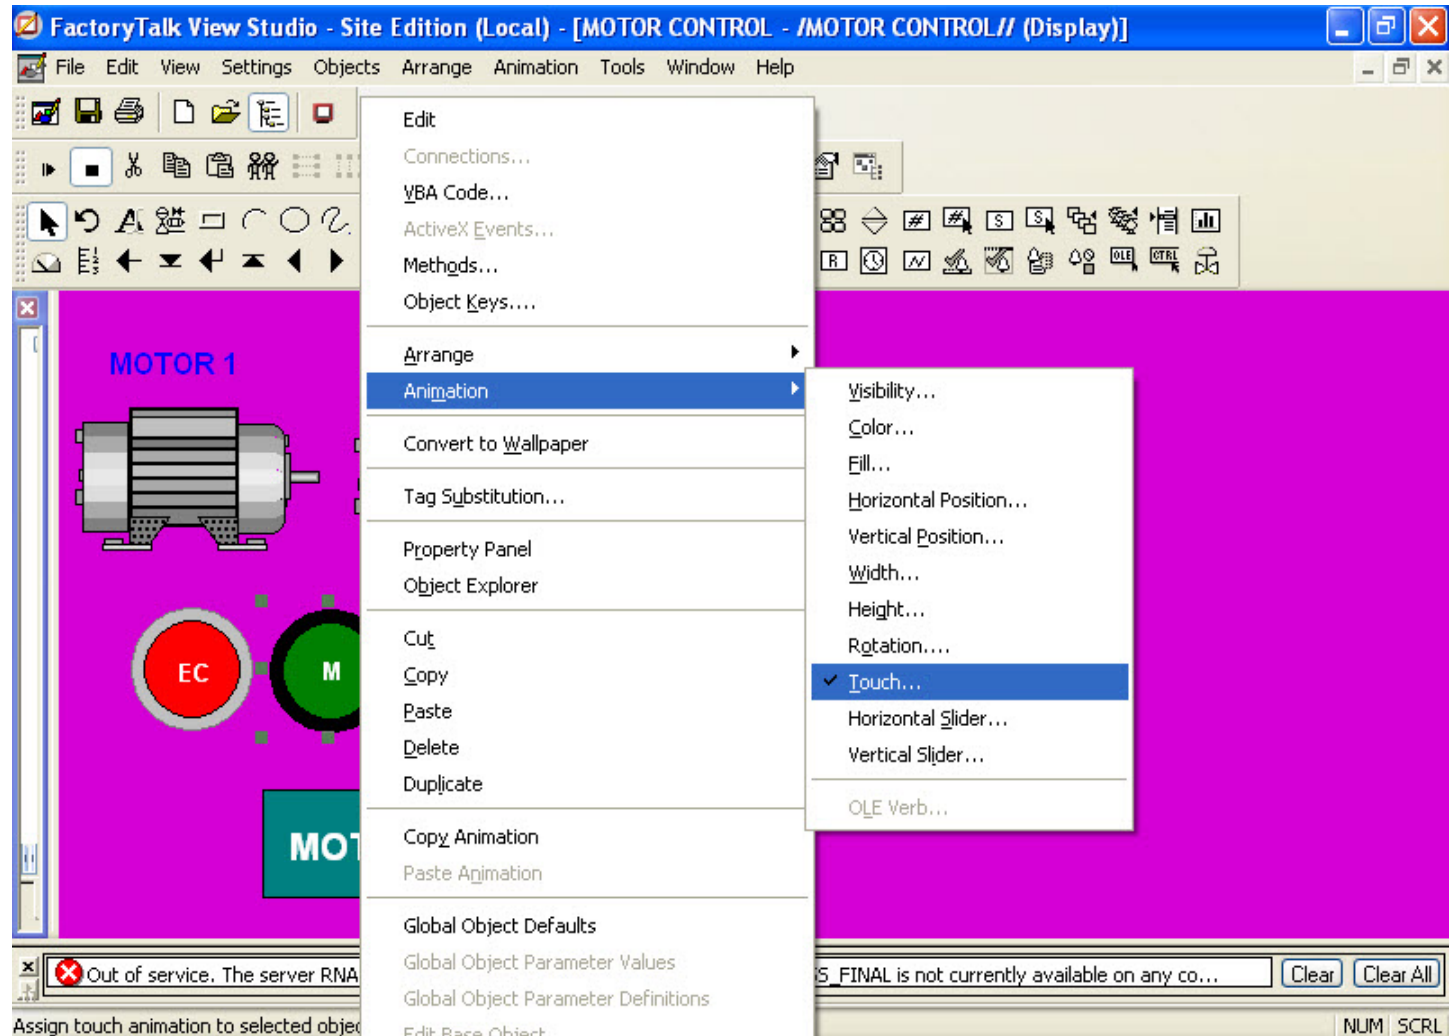 FactoryTalk View Studio - Site Edition (Local) - [MOTOR CONTROL - /MOTOR CONTROL// (Display)]
File Edit View Settings Objects Arrange Animation Tools Window Help
Edit
Connections...
VBA Code...
ActiveX Events...
Methods...
Object Keys....
Arrange
Animation
Convert to Wallpaper
Tag Substitution...
Property Panel
Object Explorer
Cut
Copy
Paste
Delete
Duplicate
Copy Animation
Paste Animation
Global Object Defaults
Global Object Parameter Values
Global Object Parameter Definitions
Edit Base Object
Visibility...
Color...
Fill...
Horizontal Position...
Vertical Position...
Width...
Height...
Rotation....
Touch...
Horizontal Slider...
Vertical Slider...
OLE Verb...
MOTOR 1
EC
M
MOT
Out of service. The server RNA
S_FINAL is not currently available on any co...
Clear Clear All
Assign touch animation to selected objec
NUM SCRL